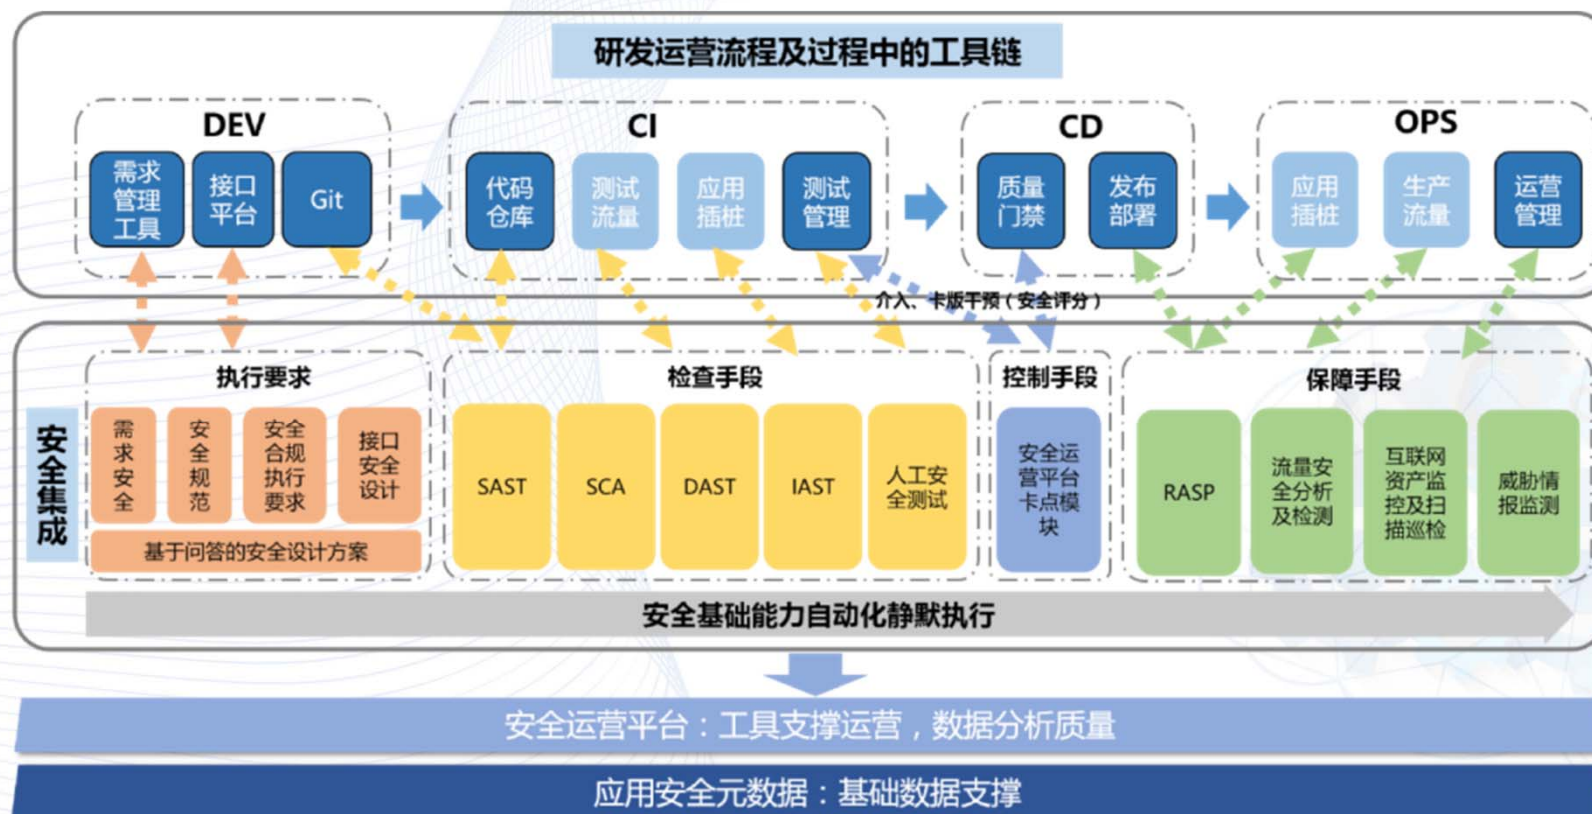 研发运营流程及过程中的工具链
DEV
需求
管理
工具
接口
平台
Git
CI
代码
仓库
测试
流量
应用
插桩
测试
管理
CD
质量
门禁
发布
部署
OPS
应用
插桩
生产
流量
运营
管理
介入、卡版干预（安全评分）
安全集成
执行要求
需
求
安
全
安
全
规
范
安全
合规
执行
要求
接口
安全
设计
基于问答的安全设计方案
检查手段
SAST
SCA
DAST
IAST
人工安
全测试
控制手段
安全运
营平台
卡点模
块
保障手段
RASP
流量安
全分析
及检测
互联网
资产监
控及扫
描巡检
威胁情
报监测
安全基础能力自动化静默执行
安全运营平台：工具支撑运营，数据分析质量
应用安全元数据：基础数据支撑